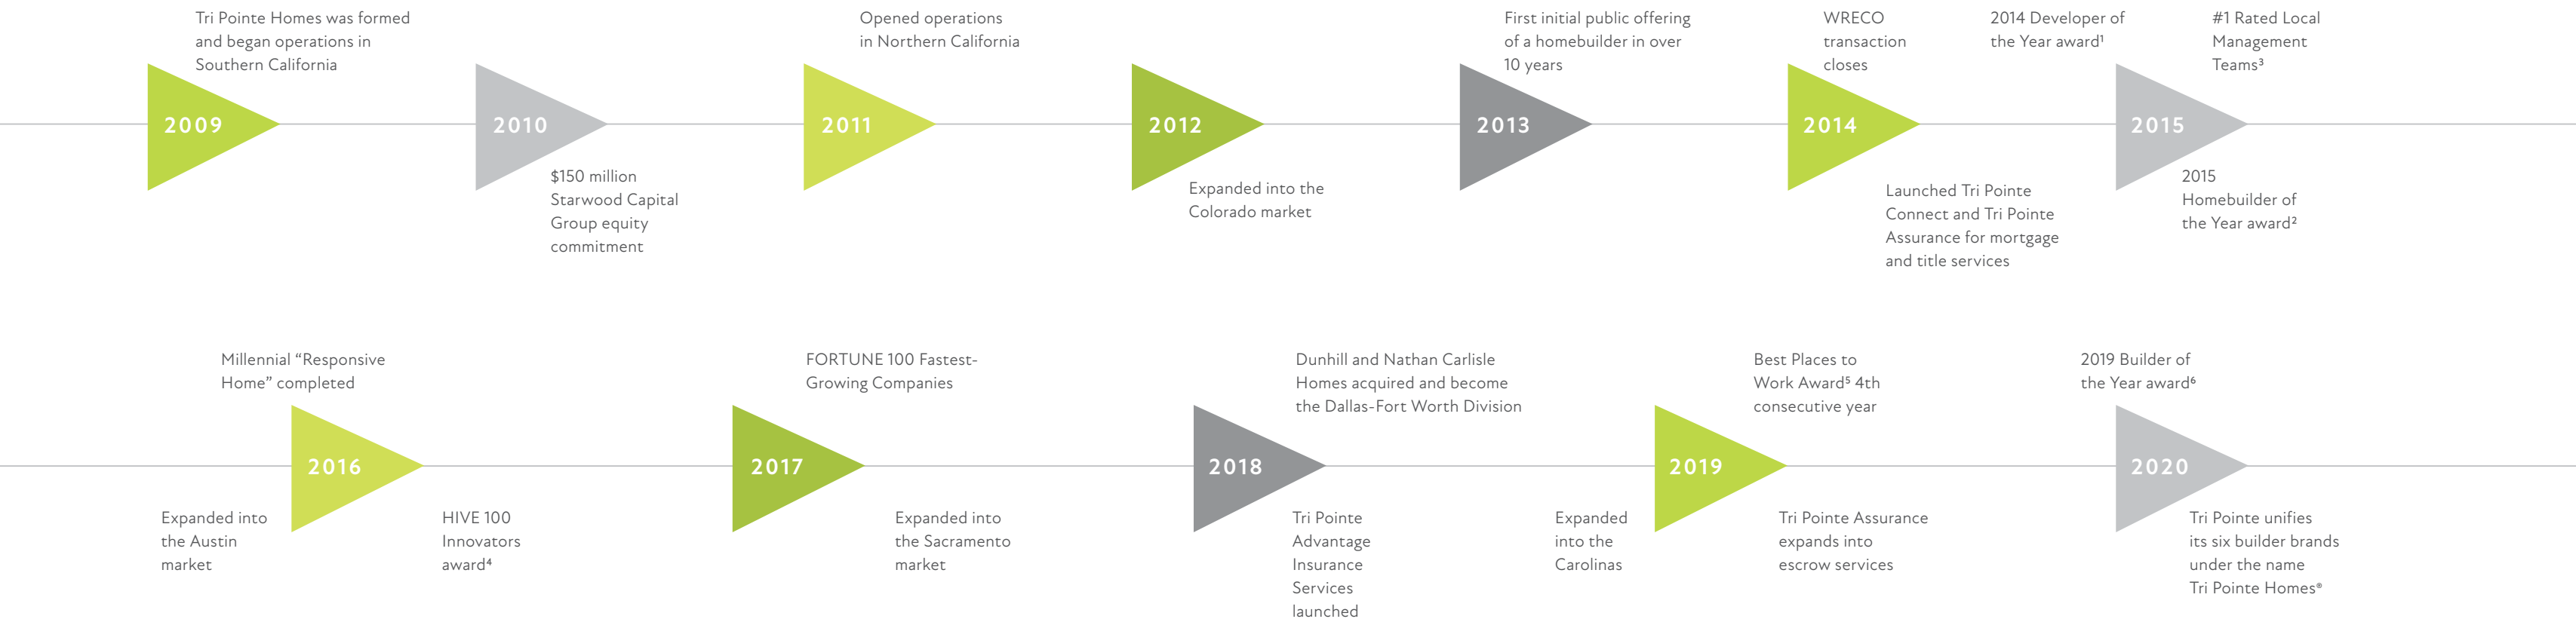 Tri Pointe Homes was formed
and began operations in
Southern California
2009
2010
$150 million
Starwood Capital
Group equity
commitment
Opened operations
in Northern California
2011
2012
Expanded into the
Colorado market
First initial public offering
of a homebuilder in over
10 years
2013
WRECO
transaction
closes
2014
Launched Tri Pointe
Connect and Tri Pointe
Assurance for mortgage
and title services
2014 Developer of
the Year award¹
2015
#1 Rated Local
Management
Teams³
2015
Homebuilder of
the Year award²
Millennial “Responsive
Home” completed
2016
Expanded into
the Austin
market
HIVE 100
Innovators
award⁴
FORTUNE 100 Fastest-
Growing Companies
2017
Expanded into
the Sacramento
market
Dunhill and Nathan Carlisle
Homes acquired and become
the Dallas-Fort Worth Division
2018
Tri Pointe
Advantage
Insurance
Services
launched
Best Places to
Work Award⁵ 4th
consecutive year
2019
Expanded
into the
Carolinas
Tri Pointe Assurance
expands into
escrow services
2019 Builder of
the Year award⁶
2020
Tri Pointe unifies
its six builder brands
under the name
Tri Pointe Homes®